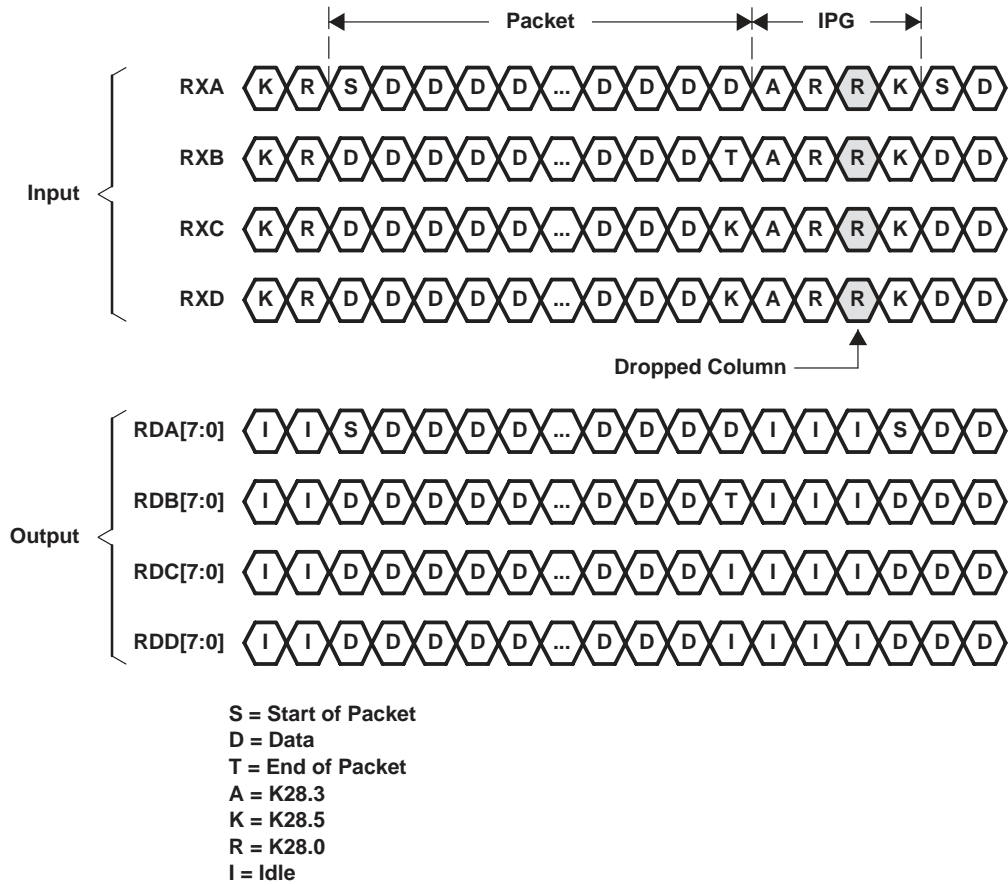 Packet IPG
RXA K R S D D D D ... D D D D A R R K S D
RXB K R D D D D D ... D D D T A R R K D D
Input
RXC K R D D D D D ... D D D K A R R K D D
RXD K R D D D D D ... D D D K A R R K D D
Dropped Column
RDA[7:0] I I S D D D D ... D D D D I I I S D D
RDB[7:0] I I D D D D D ... D D D T I I I D D D
Output
RDC[7:0] I I D D D D D ... D D D I I I I D D D
RDD[7:0] I I D D D D D ... D D D I I I I D D D
S = Start of Packet
D = Data
T = End of Packet
A = K28.3
K = K28.5
R = K28.0
I = Idle